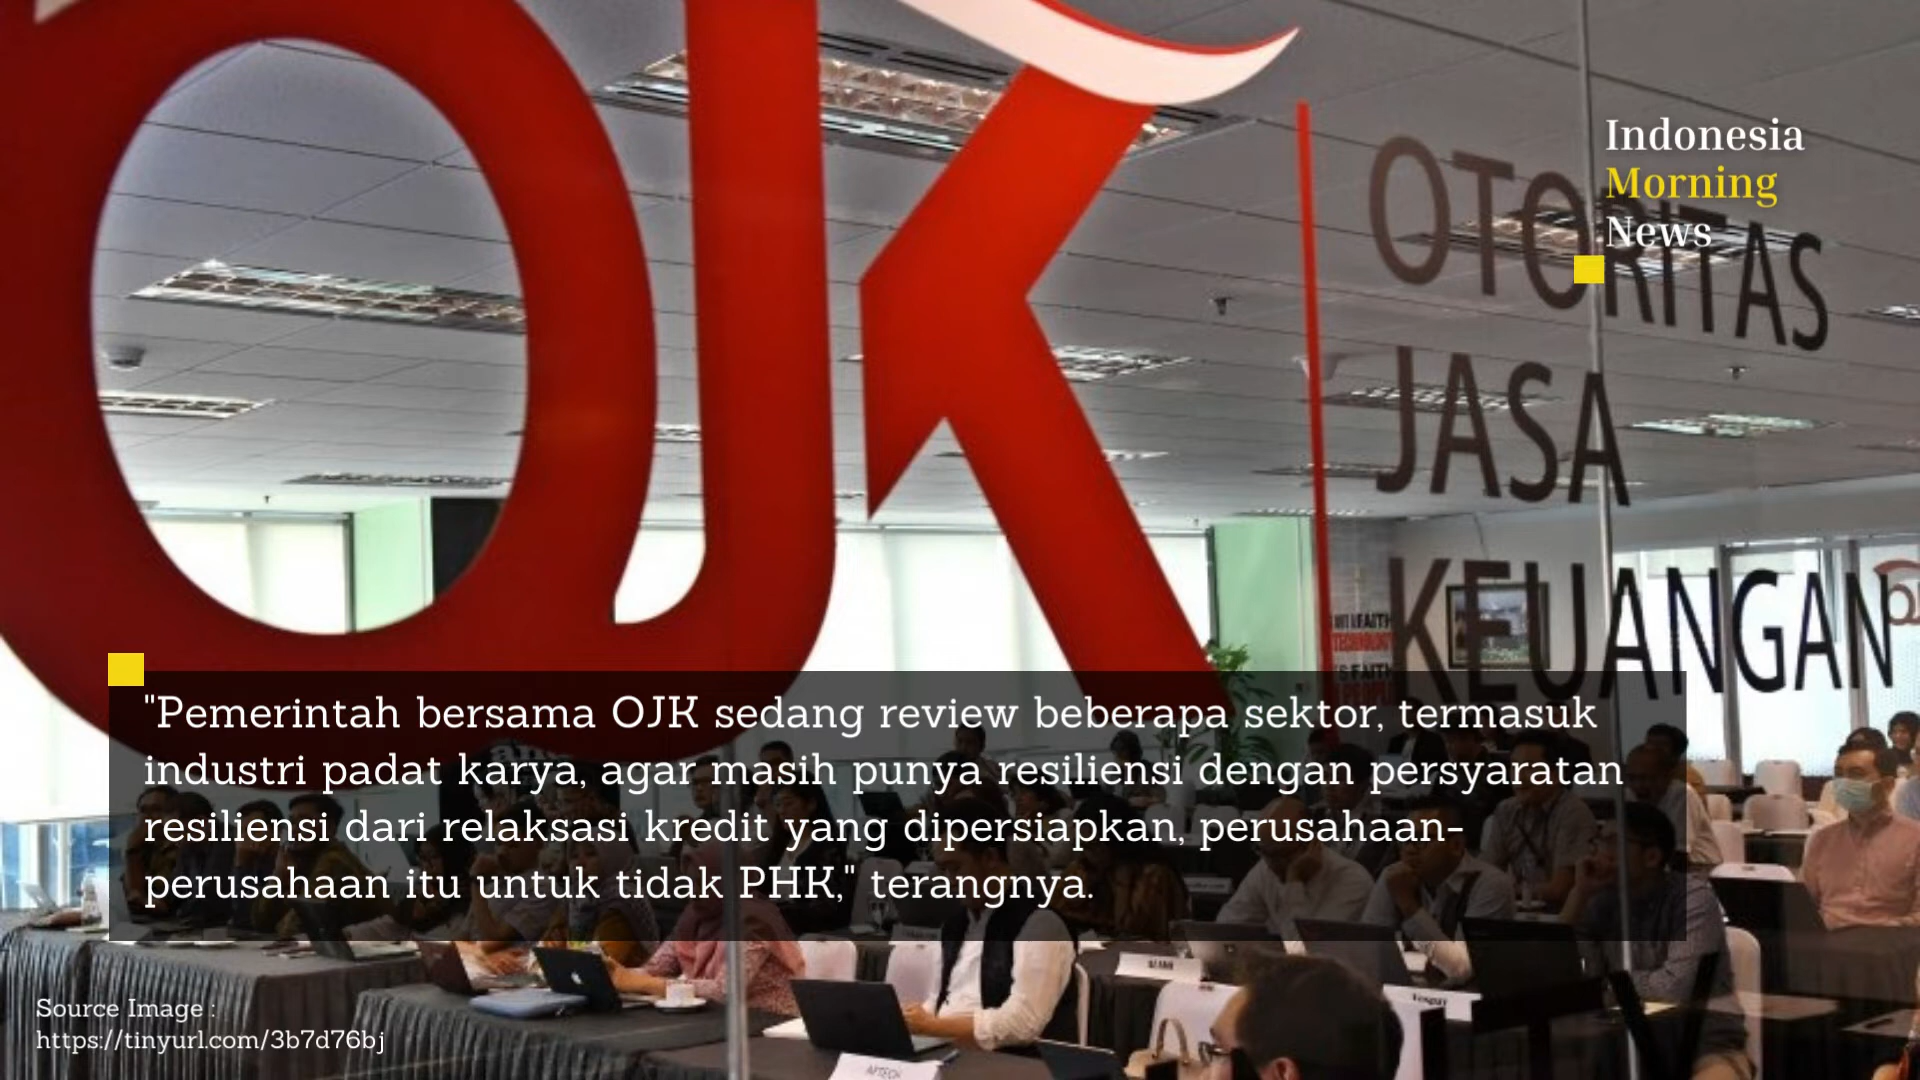 OJK
OTORITAS
JASA
KEUANGAN
Indonesia
Morning
News
"Pemerintah bersama OJK sedang review beberapa sektor, termasuk
industri padat karya, agar masih punya resiliensi dengan persyaratan
resiliensi dari relaksasi kredit yang dipersiapkan, perusahaan-
perusahaan itu untuk tidak PHK," terangnya.
Source Image :
https://tinyurl.com/3b7d76bj
AFTECH